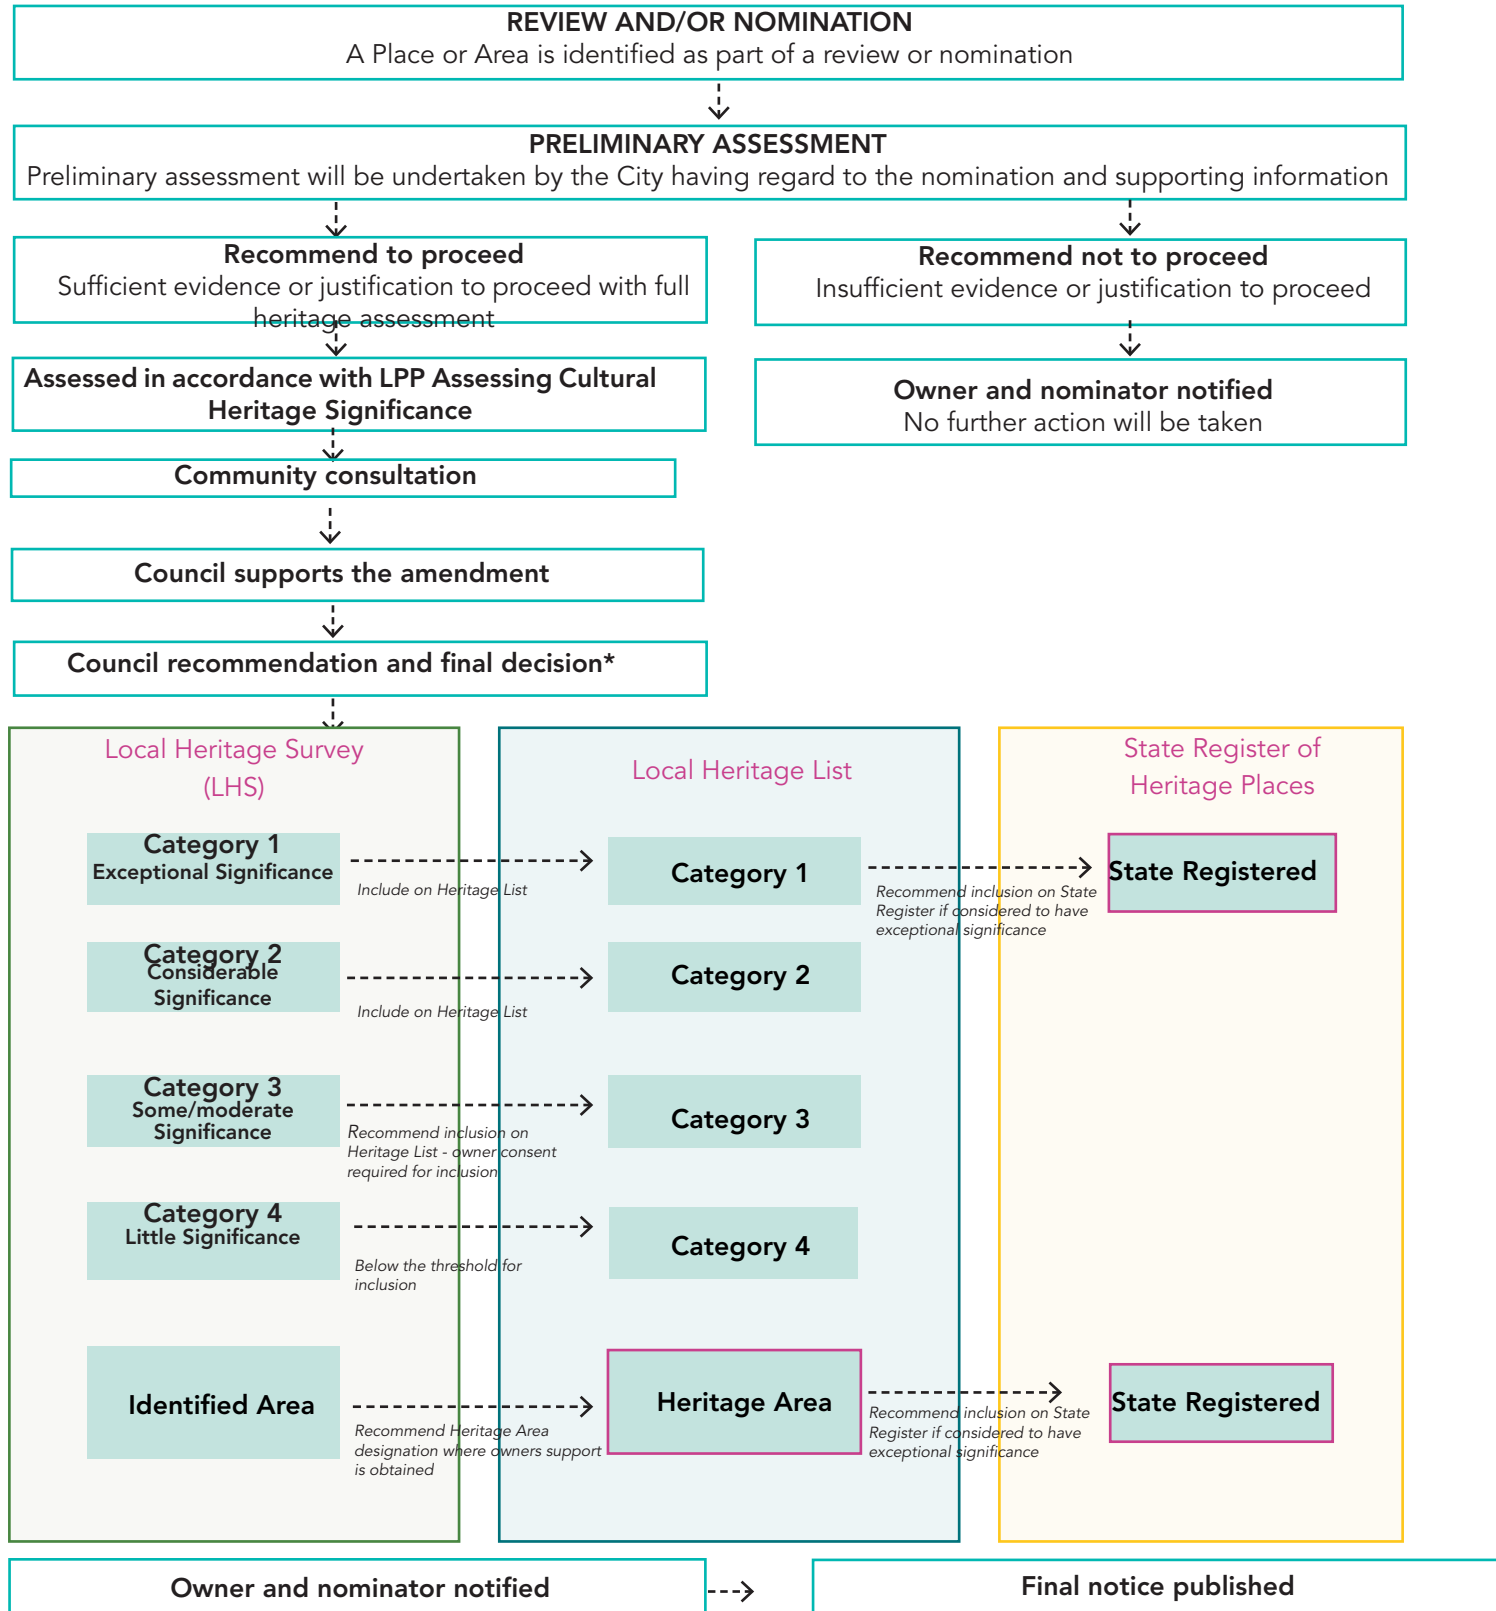 REVIEW AND/OR NOMINATION
A Place or Area is identified as part of a review or nomination
PRELIMINARY ASSESSMENT
Preliminary assessment will be undertaken by the City having regard to the nomination and supporting information
Recommend to proceed
Sufficient evidence or justification to proceed with full
heritage assessment
Recommend not to proceed
Insufficient evidence or justification to proceed
Assessed in accordance with LPP Assessing Cultural
Heritage Significance
Owner and nominator notified
No further action will be taken
Community consultation
Council supports the amendment
Council recommendation and final decision*
Local Heritage Survey
(LHS)
Local Heritage List
State Register of
Heritage Places
Category 1
Exceptional Significance
Include on Heritage List
Category 1
Recommend inclusion on State
Register if considered to have
exceptional significance
State Registered
Category 2
Considerable
Significance
Include on Heritage List
Category 2
Category 3
Some/moderate
Significance
Recommend inclusion on
Heritage List - owner consent
required for inclusion
Category 3
Category 4
Little Significance
Below the threshold for
inclusion
Category 4
Identified Area
Recommend Heritage Area
designation where owners support
is obtained
Heritage Area
Recommend inclusion on State
Register if considered to have
exceptional significance
State Registered
Owner and nominator notified
Final notice published